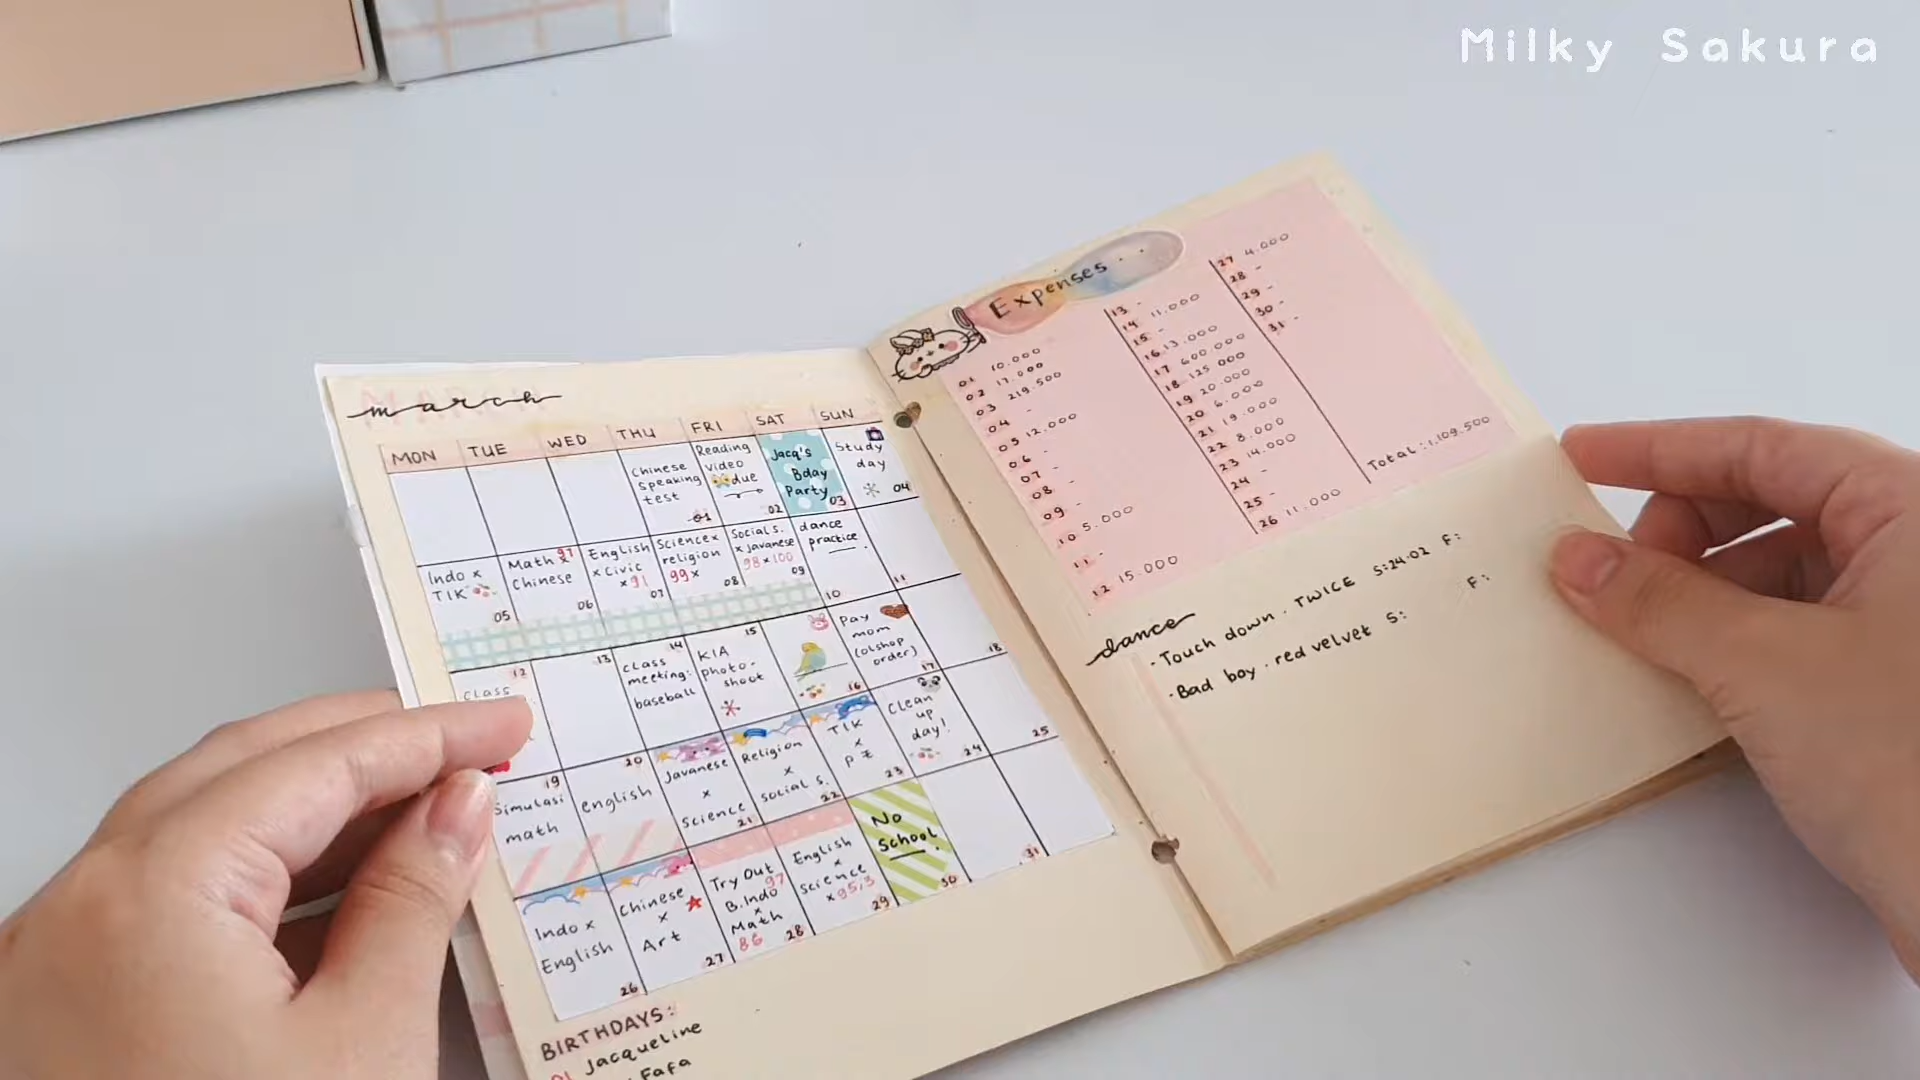 Milky Sakura
march
MON TUE WED THU FRI SAT SUN
Chinese
speaking
test
01
Reading
video
due
02
Jacq's
Bday
Party
03
Study
day
04
Indo x
TIK
05
Math x 97
Chinese
06
English
x Civic
x 91
07
Science x
religion
99 x
08
Social s.
x javanese
98 x 100
09
dance
practice.
10
11
12
CLASS
13
14
CLASS
meeting:
baseball
15
KIA
photo-
shoot
16
Pay
mom
(olshop
order)
17
18
19
Simulasi
math
20
english
Javanese
x
science
21
Religion
x
social s.
22
TIK
x
23
CLEAN
up
day!
24
25
Indo x
English
26
Chinese
x
Art
27
Try Out
B.Indo 97
x
Math
86
28
English
x
science
x 95,3
29
No
School.
30
31
BIRTHDAYS:
01 Jacqueline
Fafa
Expenses...
01 10.000
02 17.000
03 219.500
04 -
05 12.000
06 -
07 -
08 -
09 -
10 5.000
11 -
12 15.000
13 -
14 11.000
15 -
16 13.000
17 600.000
18 125 000
19 20.000
20 6.000
21 19.000
22 8.000
23 14.000
24 -
25 -
26 11.000
27 4.000
28 -
29 -
30 -
31 -
Total : 1,109.500
dance
· Touch down . TWICE S:24.02 F:
· Bad boy . red velvet S: F: